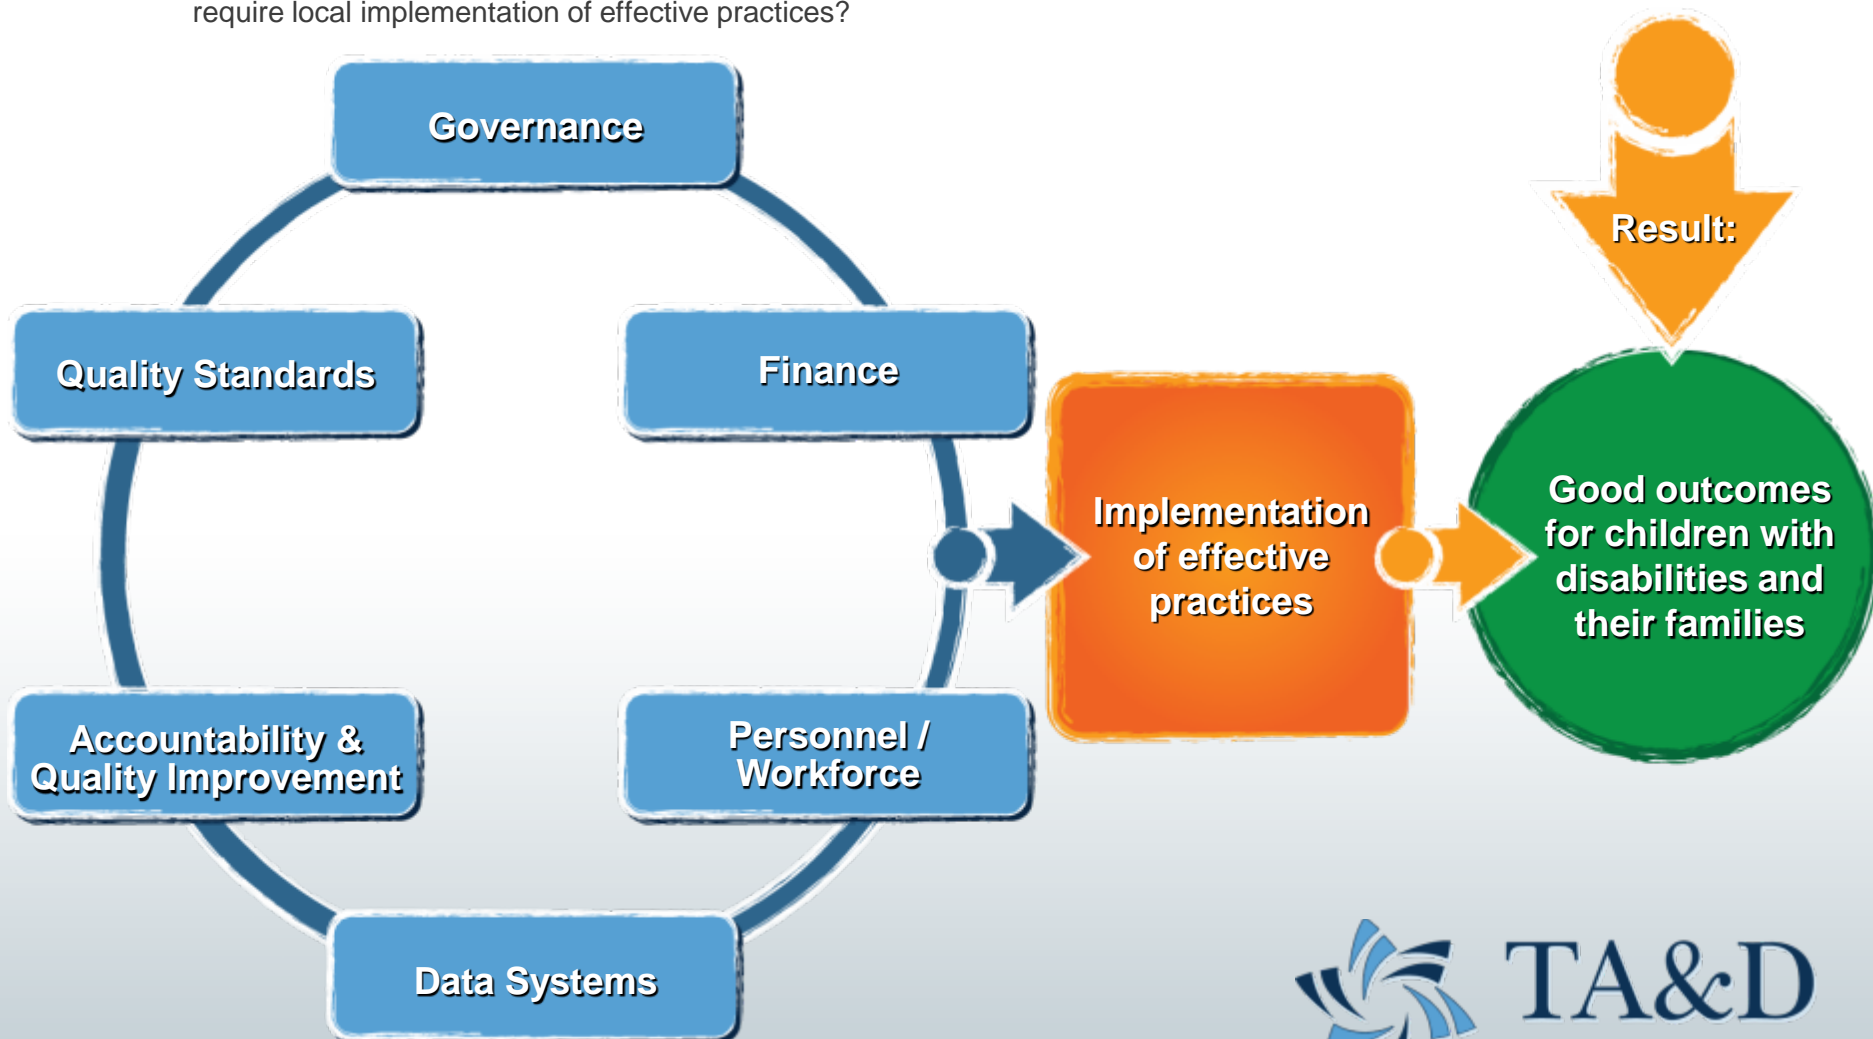 require local implementation of effective practices?
Governance
Quality Standards
Finance
Accountability &
Quality Improvement
Personnel /
Workforce
Data Systems
Implementation
of effective
practices
Result:
Good outcomes
for children with
disabilities and
their families
TA&D